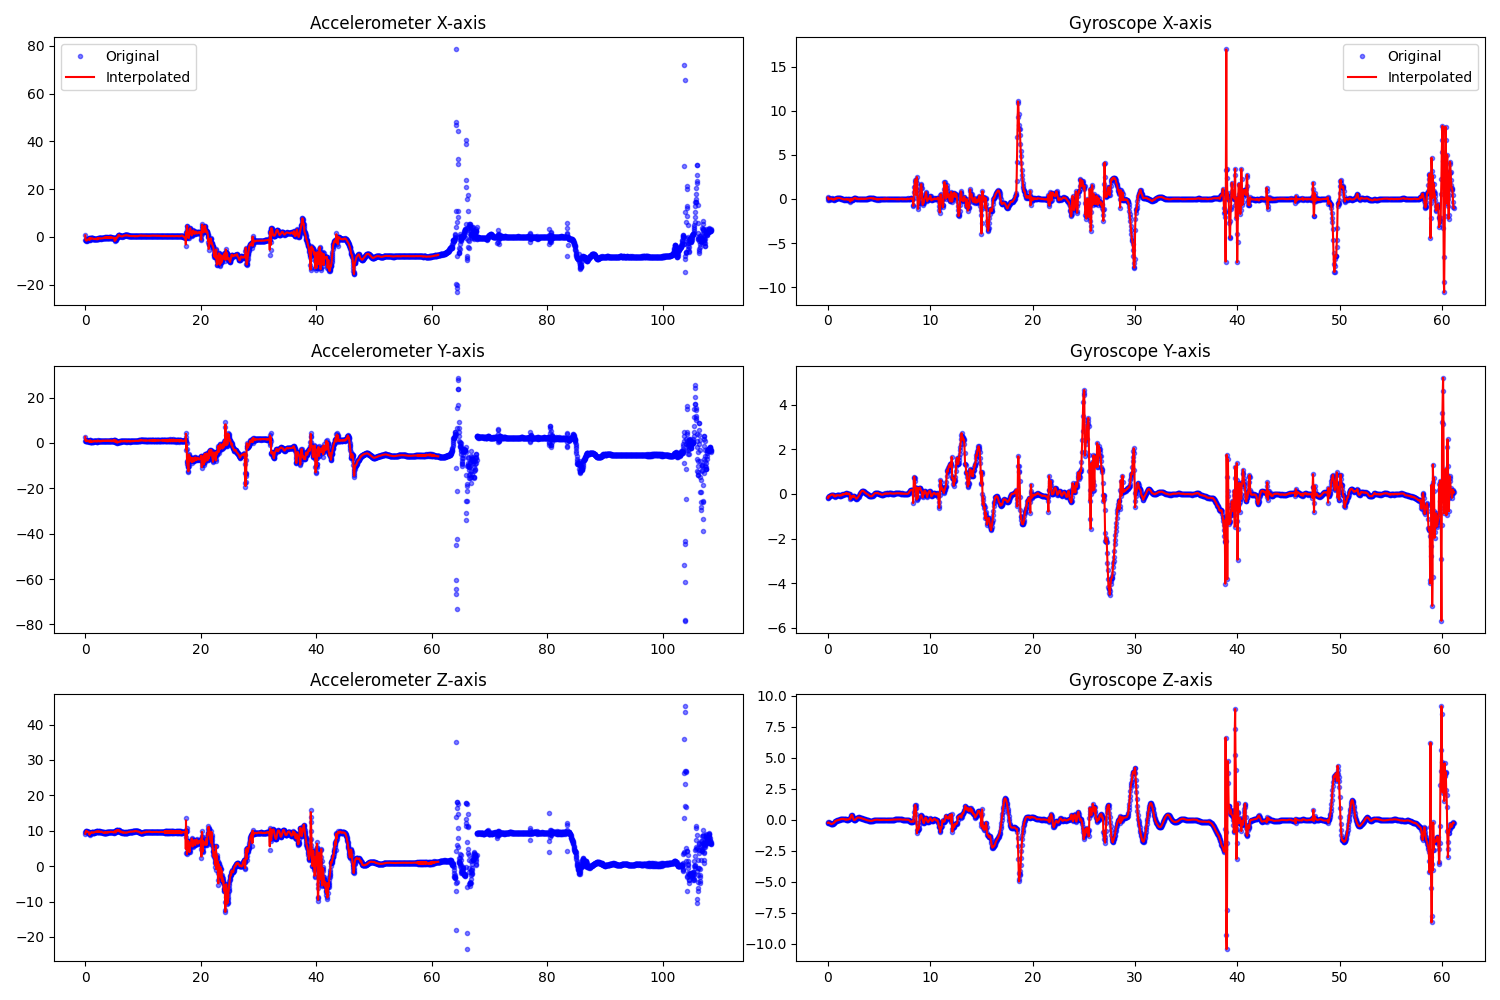 Accelerometer X-axis
80
60
40
20
0
−20
Original
Interpolated
0 20 40 60 80 100
Gyroscope X-axis
15
10
5
0
−5
−10
Original
Interpolated
0 10 20 30 40 50 60
Accelerometer Y-axis
20
0
−20
−40
−60
−80
0 20 40 60 80 100
Gyroscope Y-axis
4
2
0
−2
−4
−6
0 10 20 30 40 50 60
Accelerometer Z-axis
40
30
20
10
0
−10
−20
0 20 40 60 80 100
Gyroscope Z-axis
10.0
7.5
5.0
2.5
0.0
−2.5
−5.0
−7.5
−10.0
0 10 20 30 40 50 60